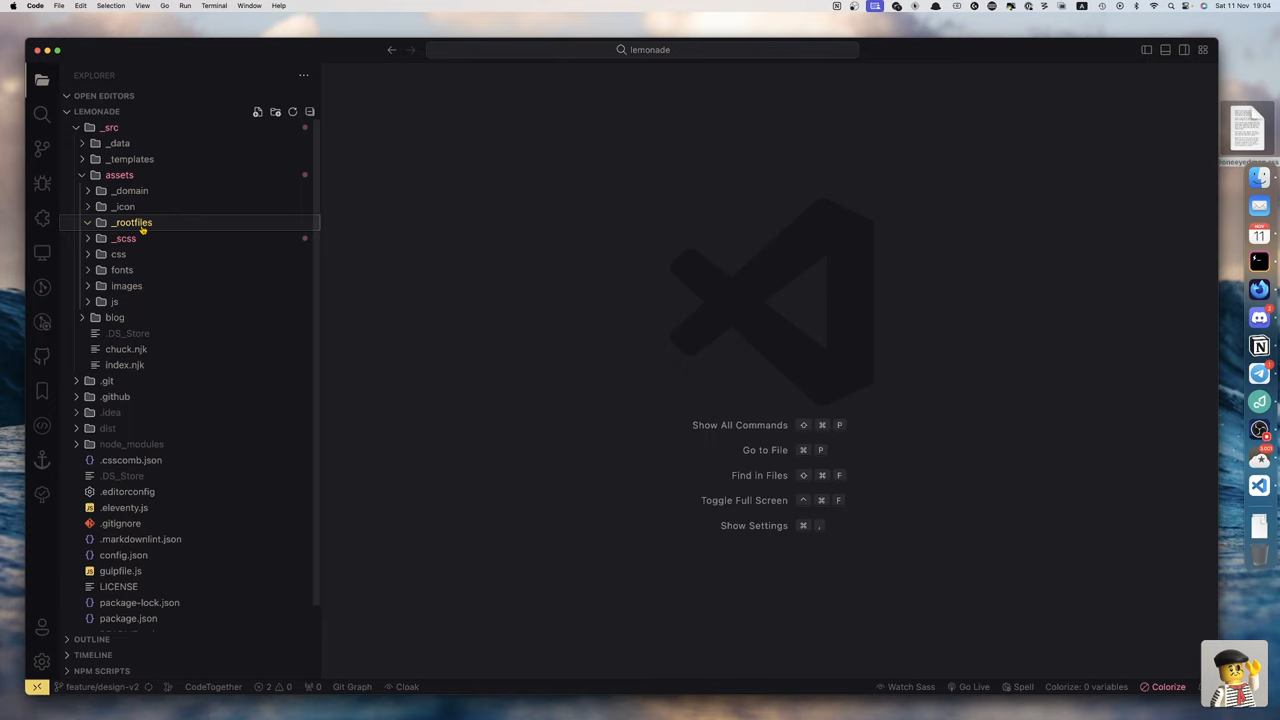 Code File Edit Selection View Go Run Terminal Window Help
A
Sat 11 Nov 19:04
lemonade
EXPLORER
OPEN EDITORS
LEMONADE
_src
_data
_templates
assets
_domain
_icon
_rootfiles
_scss
css
fonts
images
js
blog
.DS_Store
chuck.njk
index.njk
.git
.github
.idea
dist
node_modules
.csscomb.json
.DS_Store
.editorconfig
.eleventy.js
.gitignore
.markdownlint.json
config.json
gulpfile.js
LICENSE
package-lock.json
package.json
OUTLINE
TIMELINE
NPM SCRIPTS
Show All Commands ⇧ ⌘ P
Go to File ⌘ P
Find in Files ⇧ ⌘ F
Toggle Full Screen ^ ⌘ F
Show Settings ⌘ ,
NOV
11
feature/design-v2 CodeTogether 2 0 0 Git Graph Cloak Watch Sass Go Live Spell Colorize: 0 variables Colorize